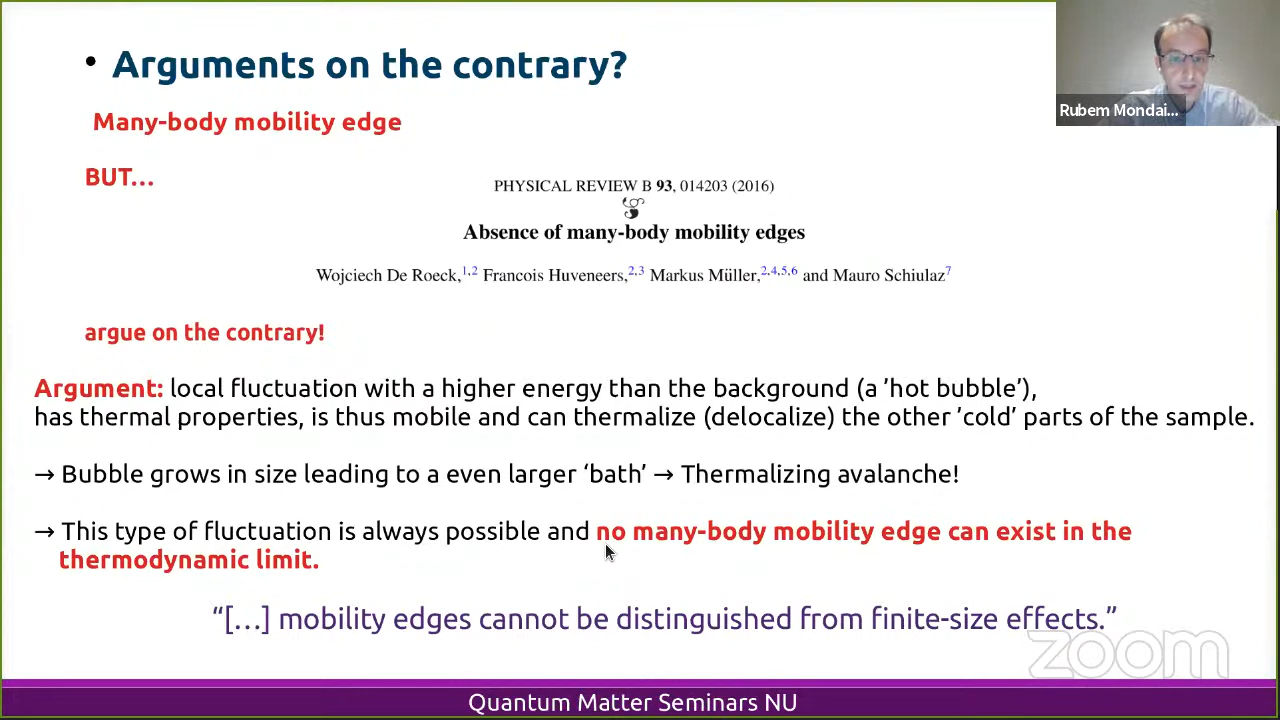 • Arguments on the contrary?
Rubem Mondai...
Many-body mobility edge
BUT...
PHYSICAL REVIEW B 93, 014203 (2016)
Absence of many-body mobility edges
Wojciech De Roeck,1,2 Francois Huveneers,2,3 Markus Müller,2,4,5,6 and Mauro Schiulaz7
argue on the contrary!
Argument: local fluctuation with a higher energy than the background (a ’hot bubble’),
has thermal properties, is thus mobile and can thermalize (delocalize) the other ’cold’ parts of the sample.
→ Bubble grows in size leading to a even larger ‘bath’ → Thermalizing avalanche!
→ This type of fluctuation is always possible and no many-body mobility edge can exist in the
thermodynamic limit.
“[...] mobility edges cannot be distinguished from finite-size effects.”
zoom
Quantum Matter Seminars NU